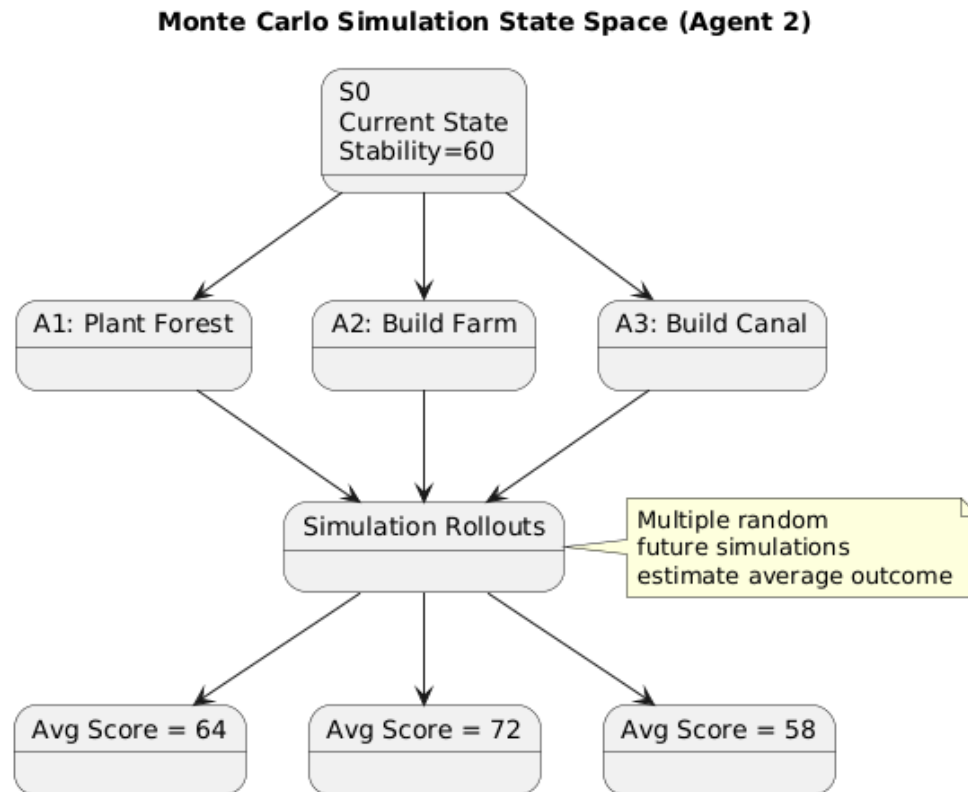 Monte Carlo Simulation State Space (Agent 2)
S0
Current State
Stability=60
A1: Plant Forest
A2: Build Farm
A3: Build Canal
Simulation Rollouts
Multiple random
future simulations
estimate average outcome
Avg Score = 64
Avg Score = 72
Avg Score = 58